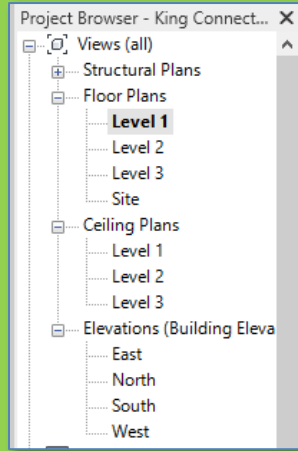 Project Browser - King Connect...
Views (all)
Structural Plans
Floor Plans
Level 1
Level 2
Level 3
Site
Ceiling Plans
Level 1
Level 2
Level 3
Elevations (Building Eleva
East
North
South
West